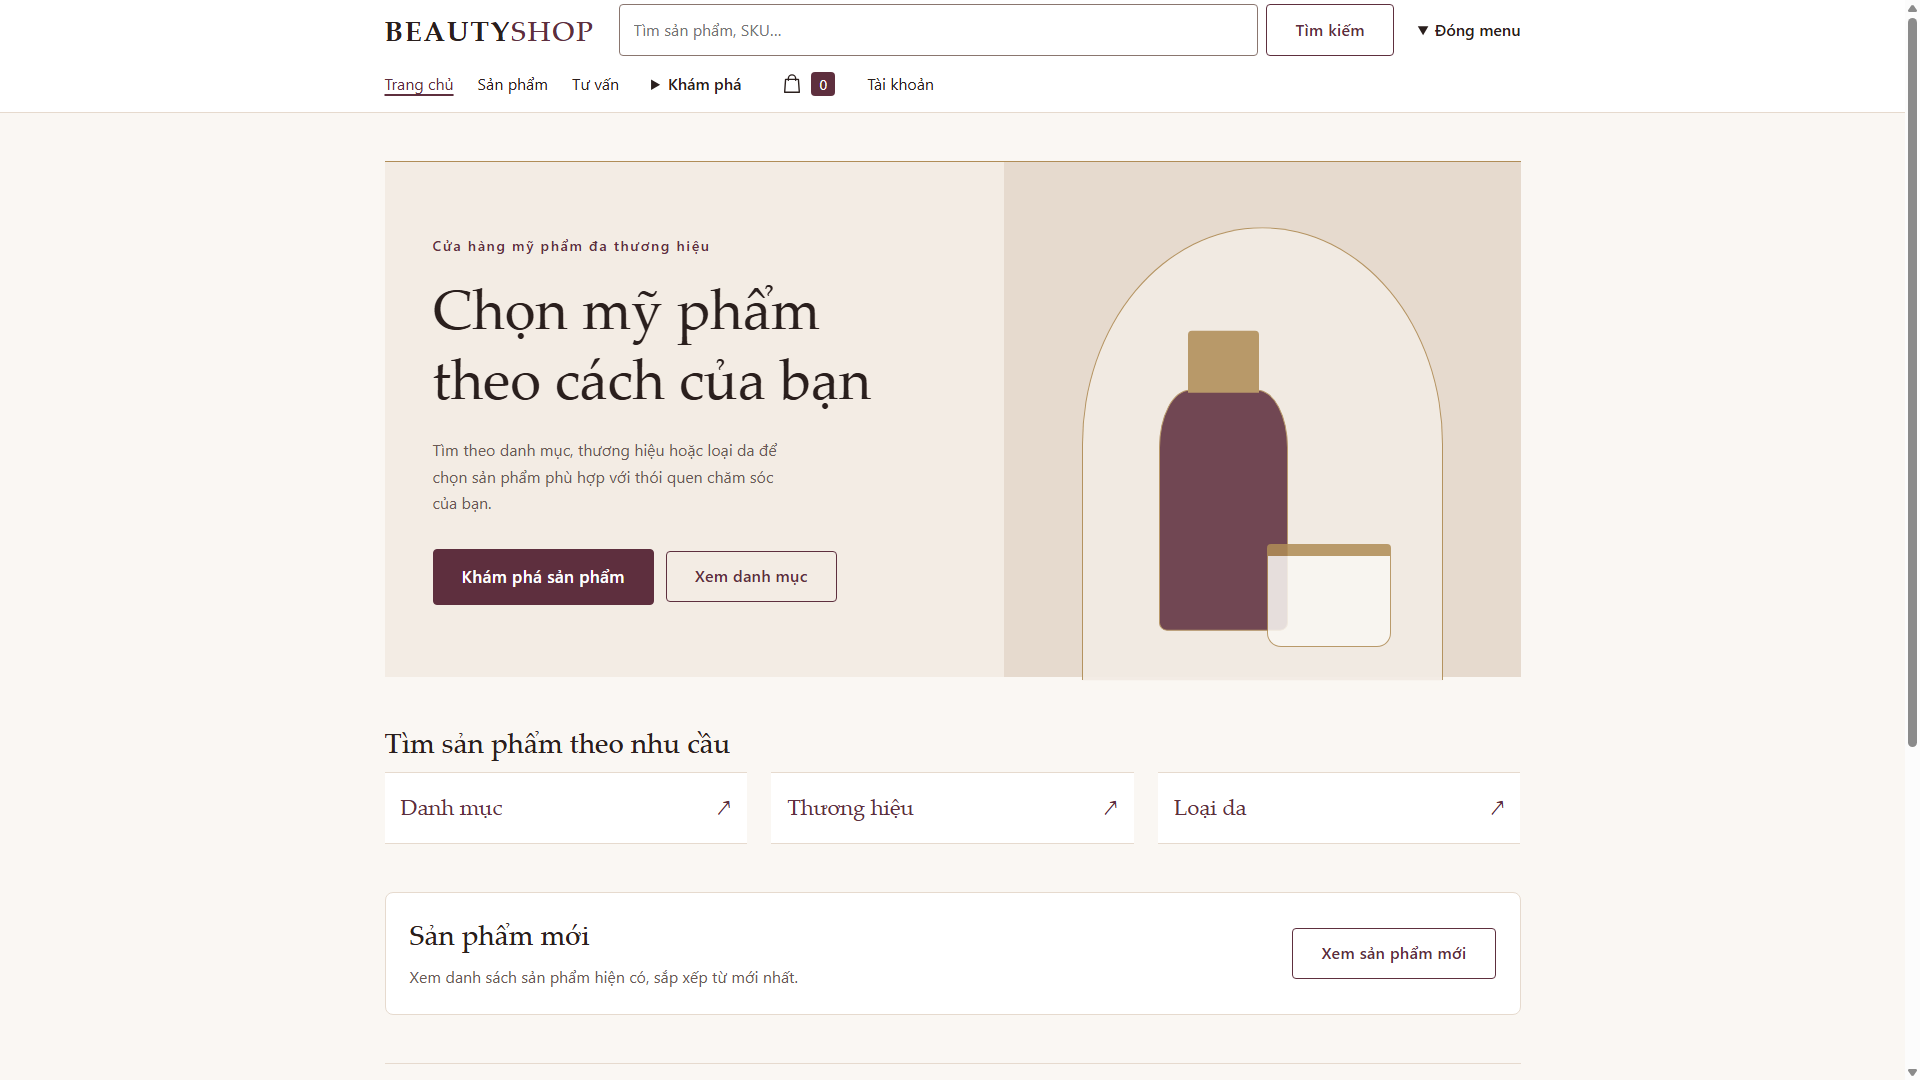 BEAUTYSHOP
Tìm sản phẩm, SKU...
Tìm kiếm
▼ Đóng menu
Trang chủ
Sản phẩm
Tư vấn
▶ Khám phá
0
Tài khoản
Cửa hàng mỹ phẩm đa thương hiệu
Chọn mỹ phẩm
theo cách của bạn
Tìm theo danh mục, thương hiệu hoặc loại da để
chọn sản phẩm phù hợp với thói quen chăm sóc
của bạn.
Khám phá sản phẩm
Xem danh mục
Tìm sản phẩm theo nhu cầu
Danh mục ↗
Thương hiệu ↗
Loại da ↗
Sản phẩm mới
Xem danh sách sản phẩm hiện có, sắp xếp từ mới nhất.
Xem sản phẩm mới